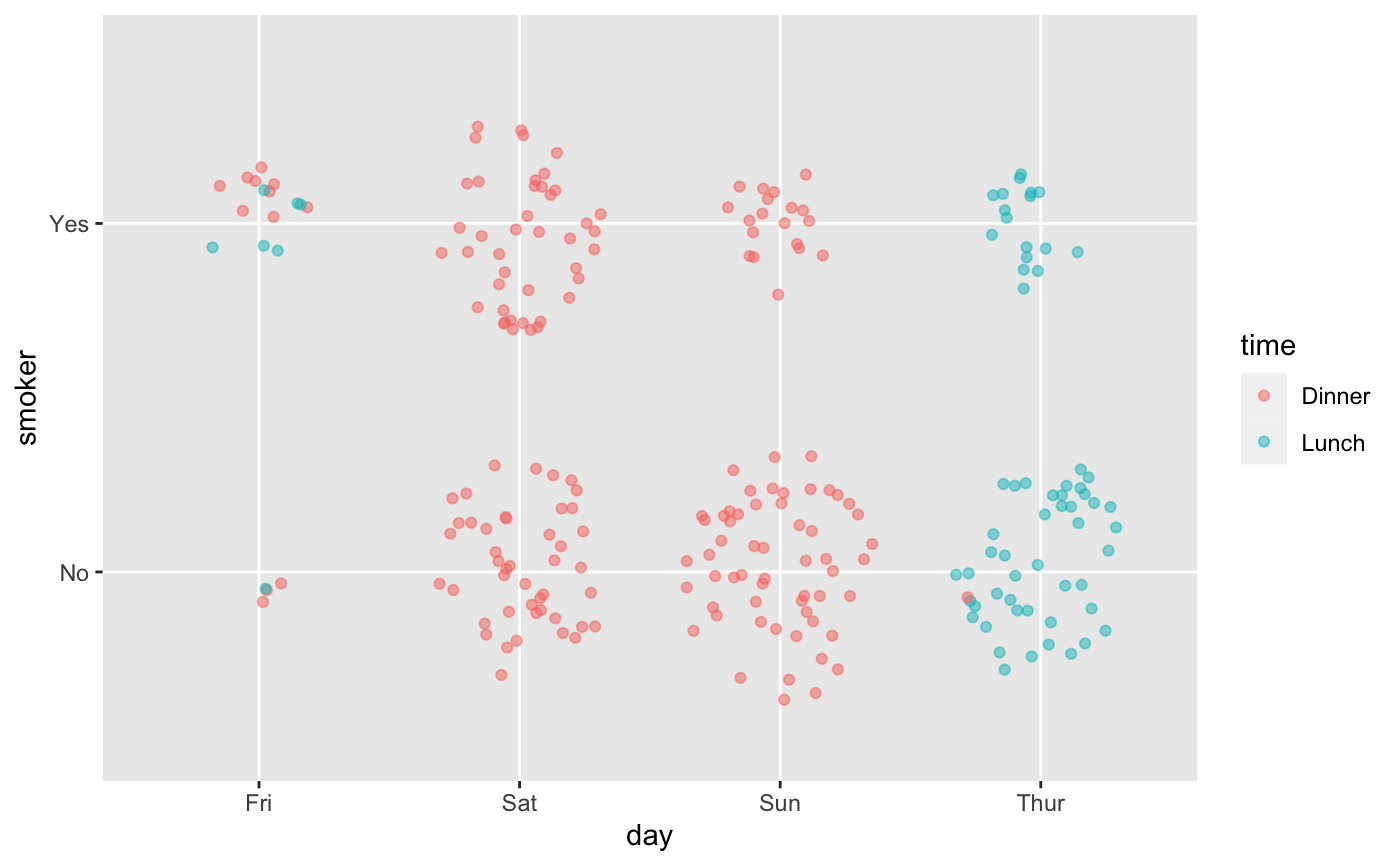 Yes
No
smoker
Fri
Sat
Sun
Thur
day
time
Dinner
Lunch